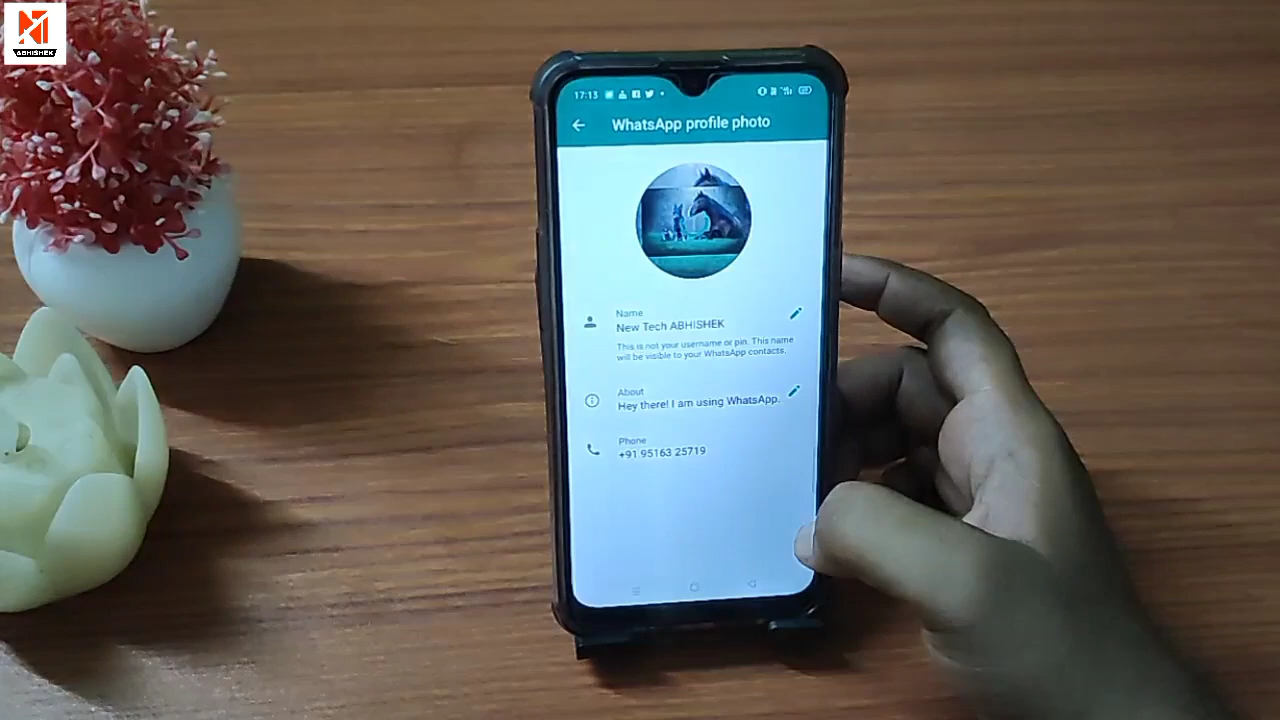 ABHISHEK
17:13
WhatsApp profile photo
Name
New Tech ABHISHEK
This is not your username or pin. This name
will be visible to your WhatsApp contacts.
About
Hey there! I am using WhatsApp.
Phone
+91 95163 25719